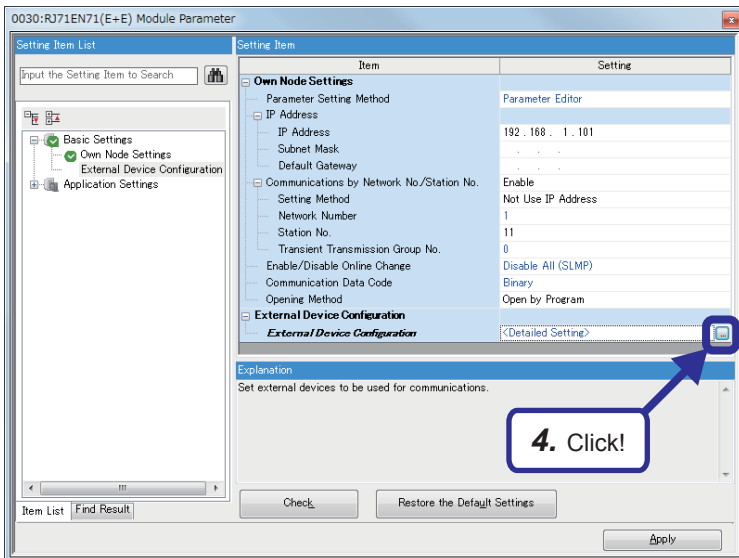 0030:RJ71EN71(E+E) Module Parameter
Setting Item List
Input the Setting Item to Search
Basic Settings
Own Node Settings
External Device Configuration
Application Settings
Item List Find Result
Setting Item
Item Setting
Own Node Settings
Parameter Setting Method Parameter Editor
IP Address
IP Address 192 . 168 . 1 . 101
Subnet Mask . . .
Default Gateway . . .
Communications by Network No./Station No. Enable
Setting Method Not Use IP Address
Network Number 1
Station No. 11
Transient Transmission Group No. 0
Enable/Disable Online Change Disable All (SLMP)
Communication Data Code Binary
Opening Method Open by Program
External Device Configuration
External Device Configuration <Detailed Setting>
Explanation
Set external devices to be used for communications.
4. Click!
Check Restore the Default Settings
Apply